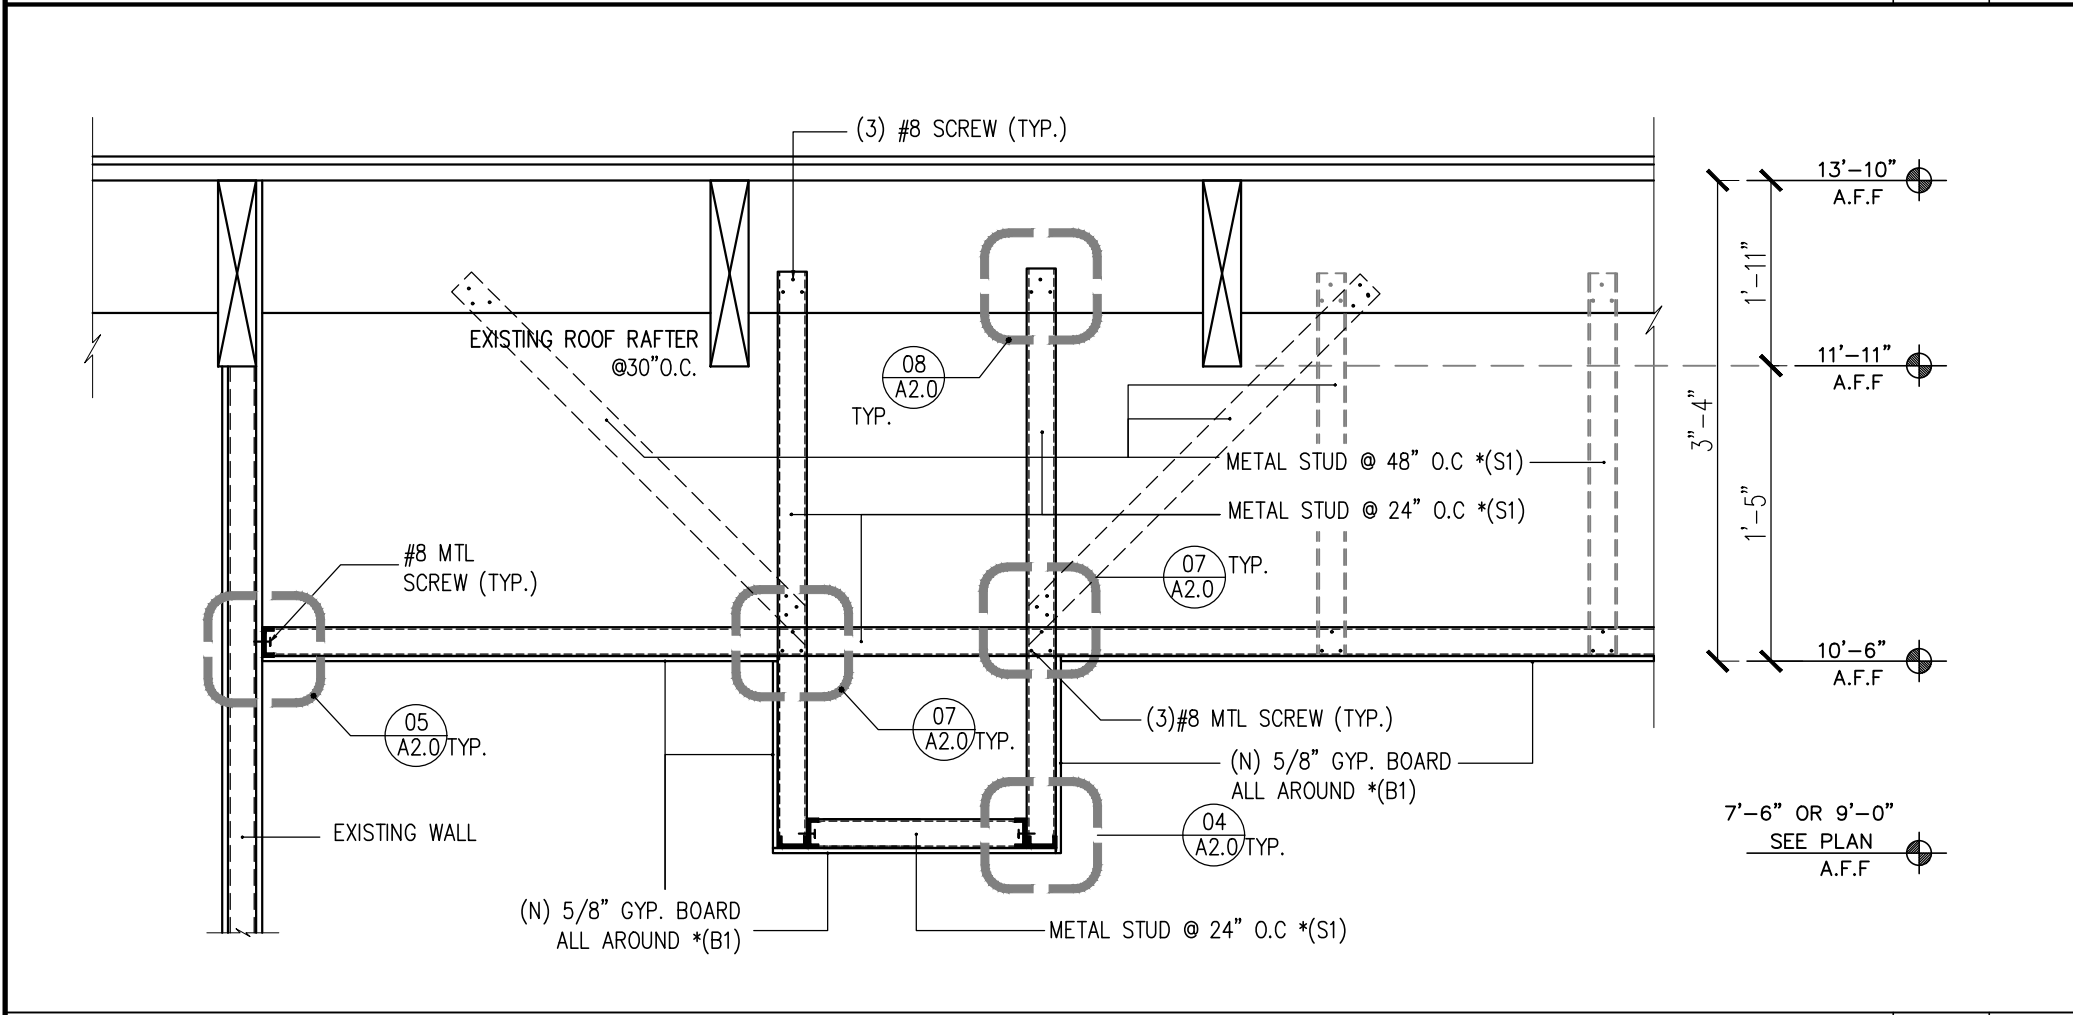 (3) #8 SCREW (TYP.)
13'-10"
A.F.F
1'-11"
EXISTING ROOF RAFTER
@30"O.C.
08
A2.0
TYP.
11'-11"
A.F.F
3"-4"
METAL STUD @ 48" O.C *(S1)
METAL STUD @ 24" O.C *(S1)
1'-5"
#8 MTL
SCREW (TYP.)
07
A2.0
TYP.
10'-6"
A.F.F
05
A2.0
TYP.
07
A2.0
TYP.
(3)#8 MTL SCREW (TYP.)
(N) 5/8" GYP. BOARD
ALL AROUND *(B1)
EXISTING WALL
04
A2.0
TYP.
7'-6" OR 9'-0"
SEE PLAN
A.F.F
(N) 5/8" GYP. BOARD
ALL AROUND *(B1)
METAL STUD @ 24" O.C *(S1)